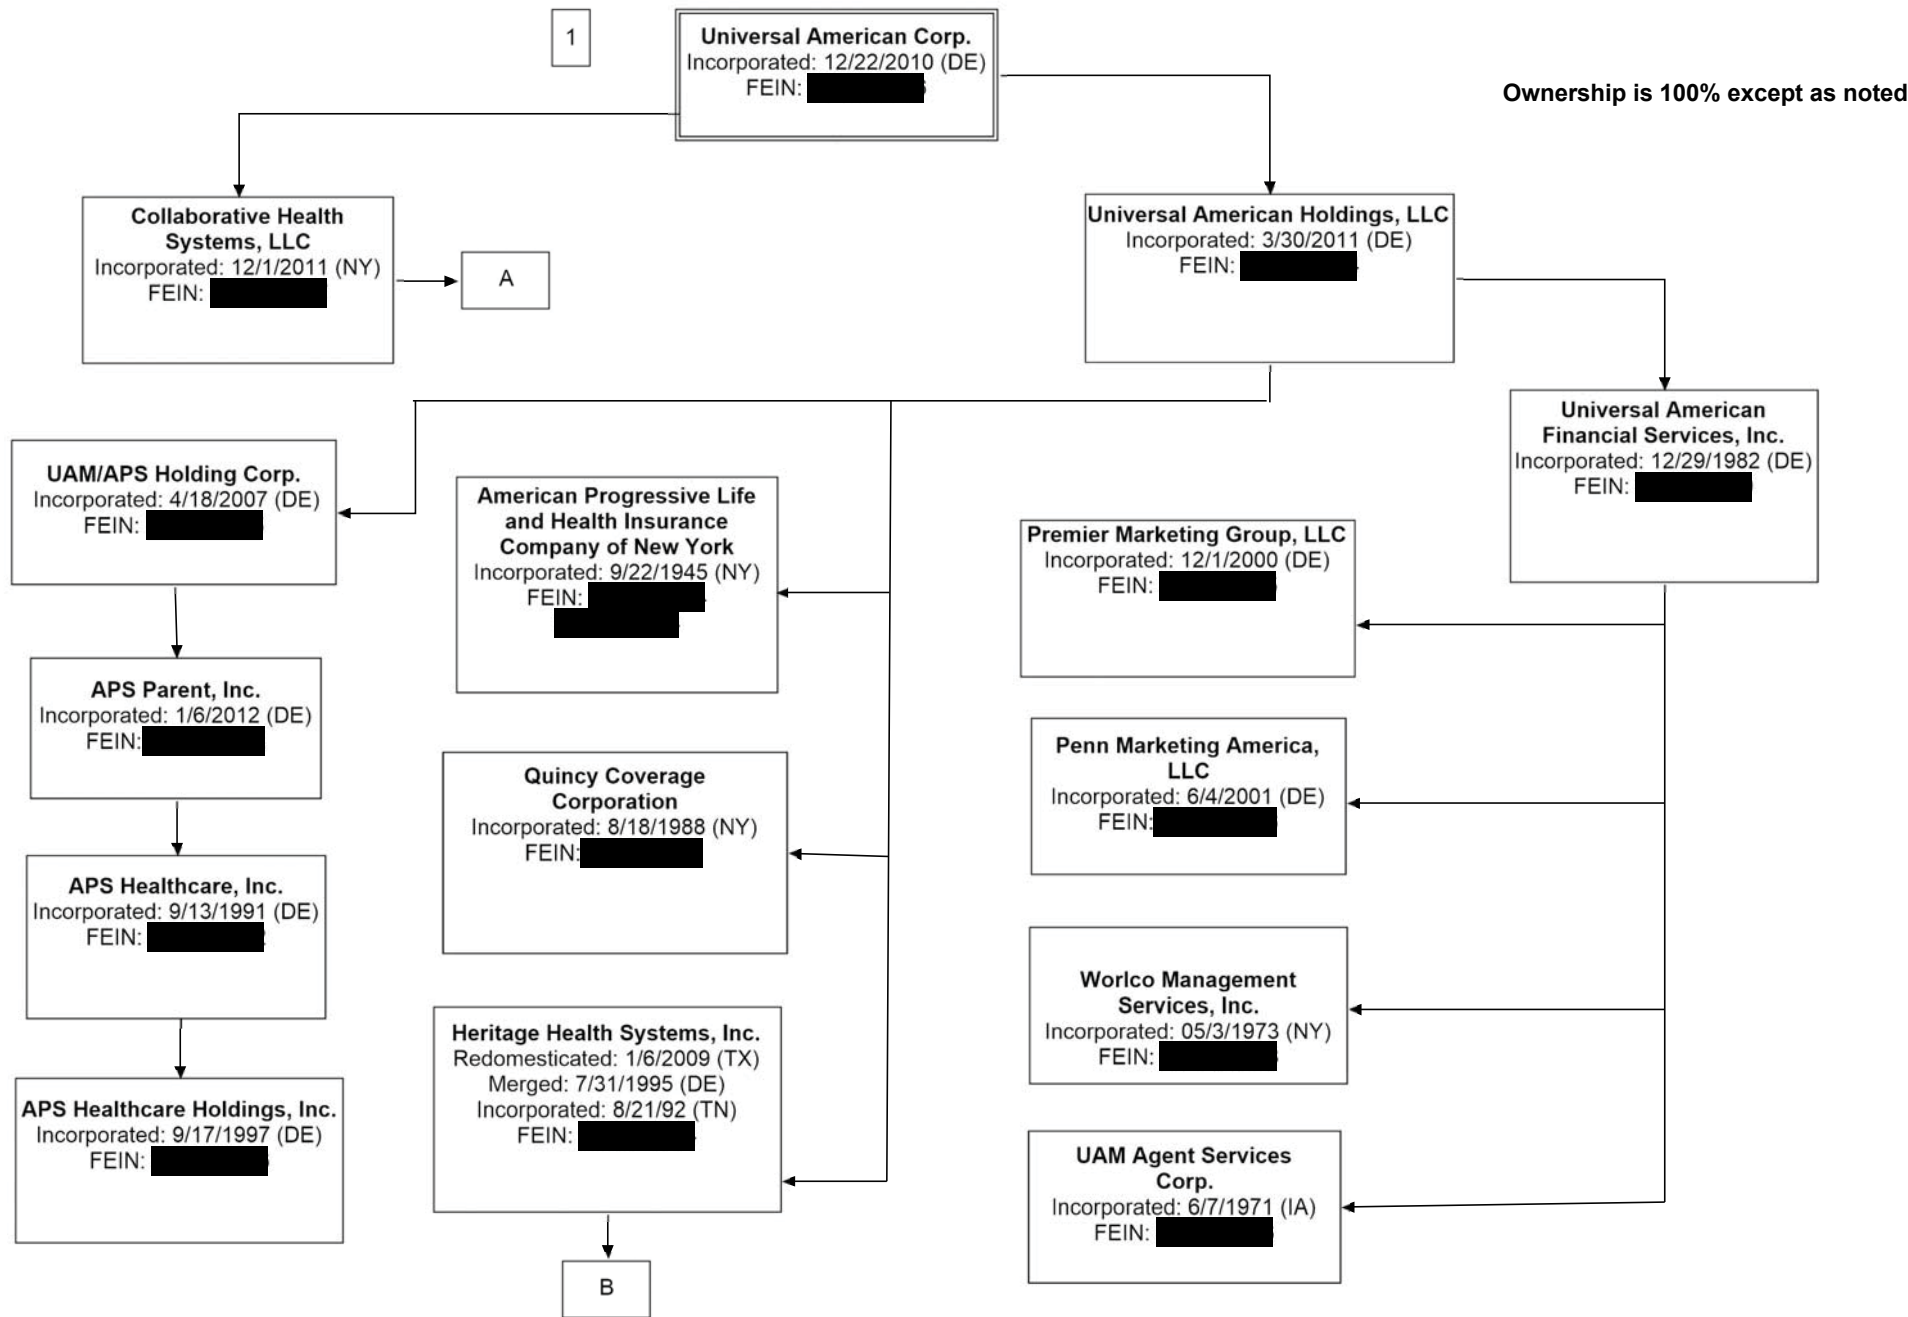 1
Universal American Corp.
Incorporated: 12/22/2010 (DE)
FEIN:
Ownership is 100% except as noted
Collaborative Health
Systems, LLC
Incorporated: 12/1/2011 (NY)
FEIN:
A
Universal American Holdings, LLC
Incorporated: 3/30/2011 (DE)
FEIN:
Universal American
Financial Services, Inc.
Incorporated: 12/29/1982 (DE)
FEIN:
UAM/APS Holding Corp.
Incorporated: 4/18/2007 (DE)
FEIN:
American Progressive Life
and Health Insurance
Company of New York
Incorporated: 9/22/1945 (NY)
FEIN:
Premier Marketing Group, LLC
Incorporated: 12/1/2000 (DE)
FEIN:
APS Parent, Inc.
Incorporated: 1/6/2012 (DE)
FEIN:
Quincy Coverage
Corporation
Incorporated: 8/18/1988 (NY)
FEIN:
Penn Marketing America,
LLC
Incorporated: 6/4/2001 (DE)
FEIN:
APS Healthcare, Inc.
Incorporated: 9/13/1991 (DE)
FEIN:
Worlco Management
Services, Inc.
Incorporated: 05/3/1973 (NY)
FEIN:
Heritage Health Systems, Inc.
Redomesticated: 1/6/2009 (TX)
Merged: 7/31/1995 (DE)
Incorporated: 8/21/92 (TN)
FEIN:
APS Healthcare Holdings, Inc.
Incorporated: 9/17/1997 (DE)
FEIN:
UAM Agent Services
Corp.
Incorporated: 6/7/1971 (IA)
FEIN:
B